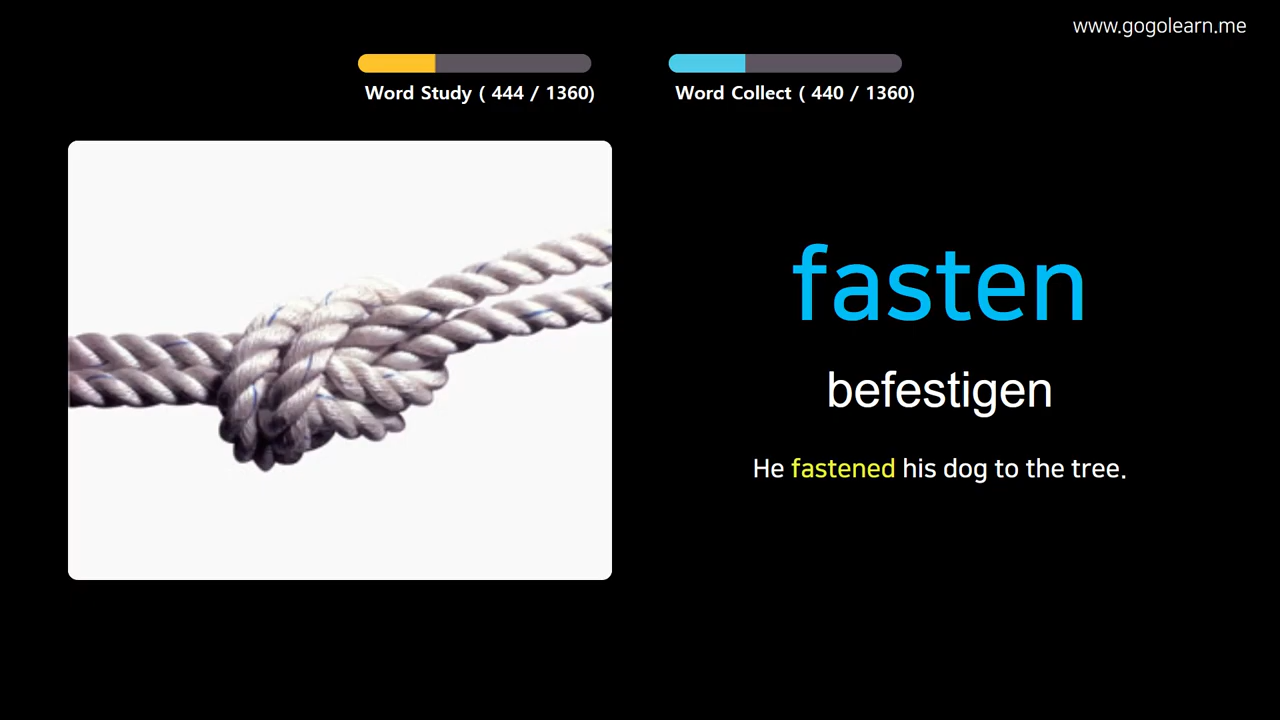 www.gogolearn.me
Word Study ( 444 / 1360)
Word Collect ( 440 / 1360)
fasten
befestigen
He fastened his dog to the tree.